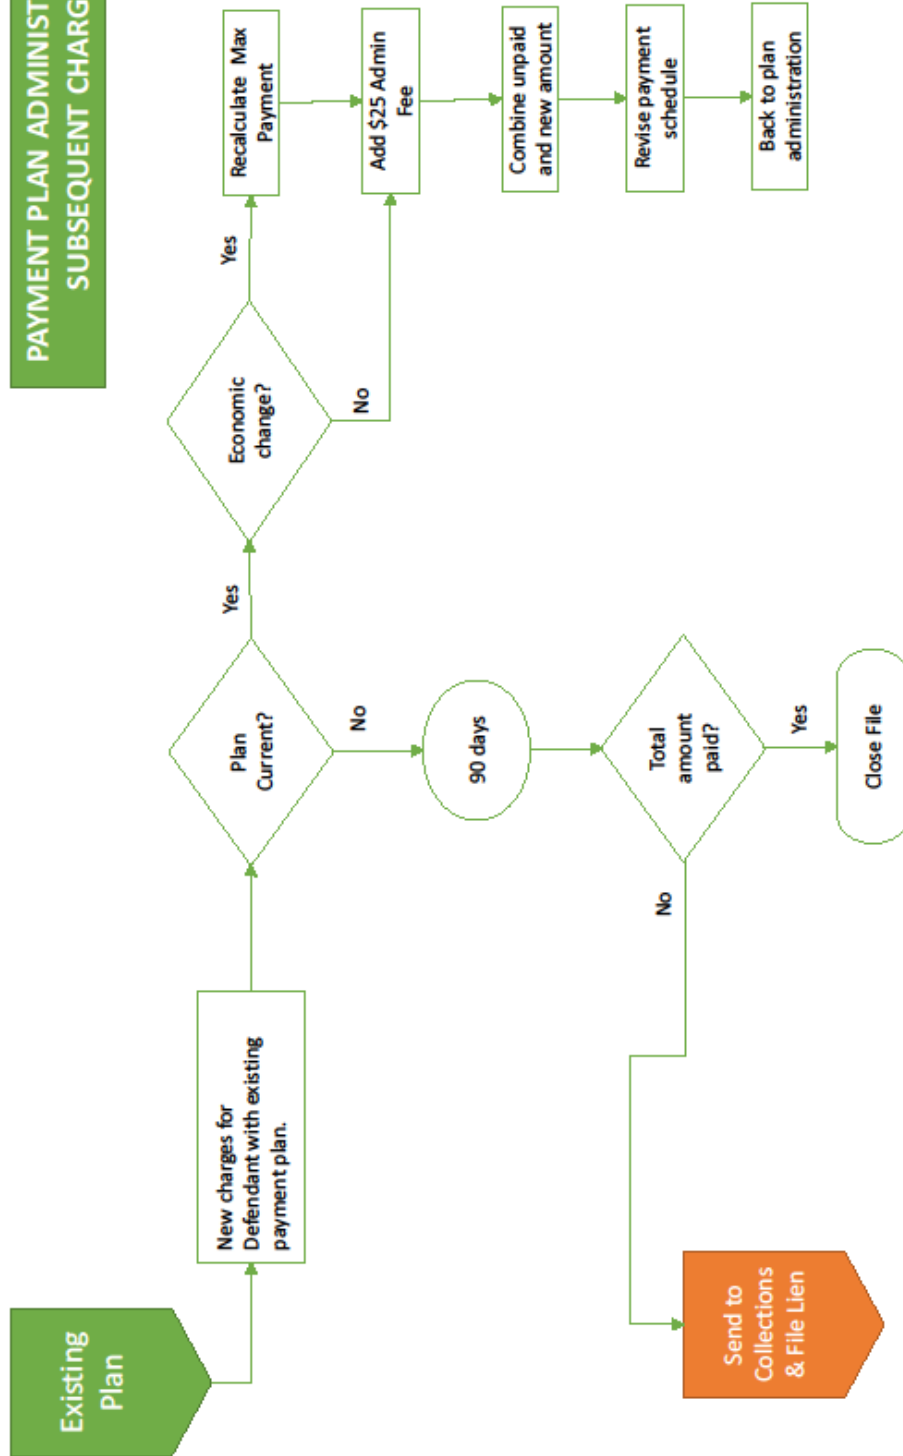 PAYMENT PLAN ADMINIST
SUBSEQUENT CHARG
Existing
Plan
New charges for
Defendant with existing
payment plan.
Plan
Current?
Yes
No
Economic
change?
Yes
No
Recalculate Max
Payment
Add $25 Admin
Fee
Combine unpaid
and new amount
Revise payment
schedule
Back to plan
administration
90 days
Total
amount
paid?
No
Yes
Send to
Collections
& File Lien
Close File